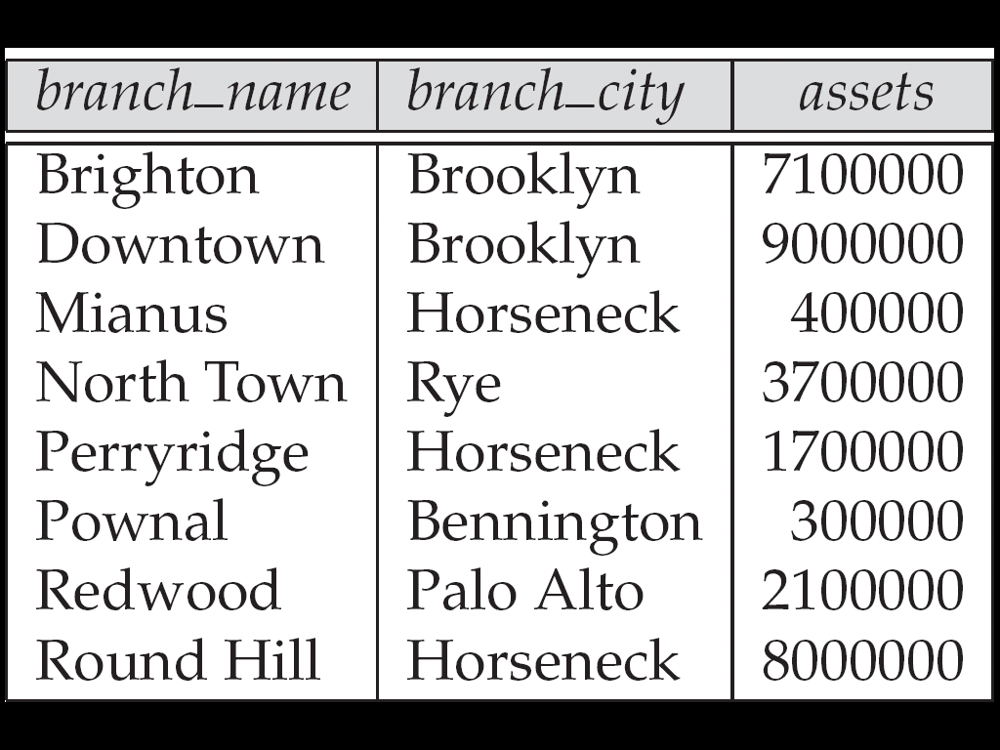 branch_name branch_city assets
Brighton Brooklyn 7100000
Downtown Brooklyn 9000000
Mianus Horseneck 400000
North Town Rye 3700000
Perryridge Horseneck 1700000
Pownal Bennington 300000
Redwood Palo Alto 2100000
Round Hill Horseneck 8000000